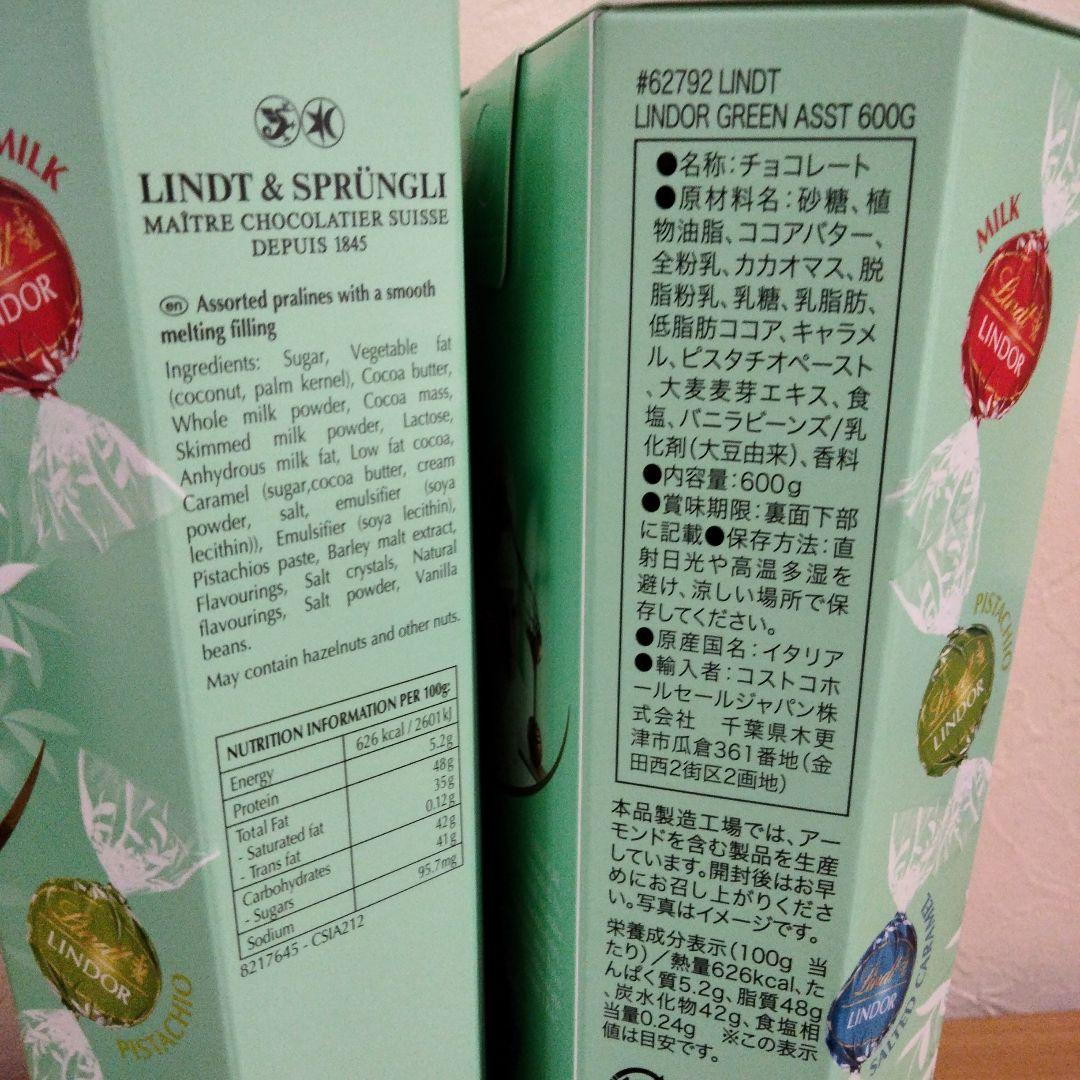 MILK
LINDOR
LINDT & SPRÜNGLI
MAÎTRE CHOCOLATIER SUISSE
DEPUIS 1845
en Assorted pralines with a smooth
melting filling
Ingredients: Sugar, Vegetable fat
(coconut, palm kernel), Cocoa butter,
Whole milk powder, Cocoa mass,
Skimmed milk powder, Lactose,
Anhydrous milk fat, Low fat cocoa,
Caramel (sugar,cocoa butter, cream
powder, salt, emulsifier (soya
lecithin)), Emulsifier (soya lecithin),
Pistachios paste, Barley malt extract,
Flavourings, Salt crystals, Natural
flavourings, Salt powder, Vanilla
beans.
May contain hazelnuts and other nuts.
NUTRITION INFORMATION PER 100g:
Energy 626 kcal / 2601 kJ
Protein 5.2g
Total Fat 48g
- Saturated fat 35g
- Trans fat 0.12g
Carbohydrates 42g
- Sugars 41g
Sodium 95.7mg
8217645 - CSIA212
Lindt
LINDOR
PISTACHIO
#62792 LINDT
LINDOR GREEN ASST 600G
●名称:チョコレート
●原材料名:砂糖、植
物油脂、ココアバター、
全粉乳、カカオマス、脱
脂粉乳、乳糖、乳脂肪、
低脂肪ココア、キャラメ
ル、ピスタチオペースト
、大麦麦芽エキス、食
塩、バニラビーンズ/乳
化剤(大豆由来)、香料
●内容量:600g
●賞味期限:裏面下部
に記載●保存方法:直
射日光や高温多湿を
避け、涼しい場所で保
存してください。
●原産国名:イタリア
●輸入者:コストコホ
ールセールジャパン株
式会社 千葉県木更
津市瓜倉361番地(金
田西2街区2画地)
本品製造工場では、アー
モンドを含む製品を生産
しています。開封後はお早
めにお召し上がりくださ
い。写真はイメージです。
栄養成分表示(100g 当
たり)/熱量626kcal、た
んぱく質5.2g、脂質48g
、炭水化物42g、食塩相
当量0.24g ※この表示
値は目安です。
MILK
Lindt
LINDOR
PISTACHIO
Lindt
LINDOR
Lindt
LINDOR
SALTED CARAMEL